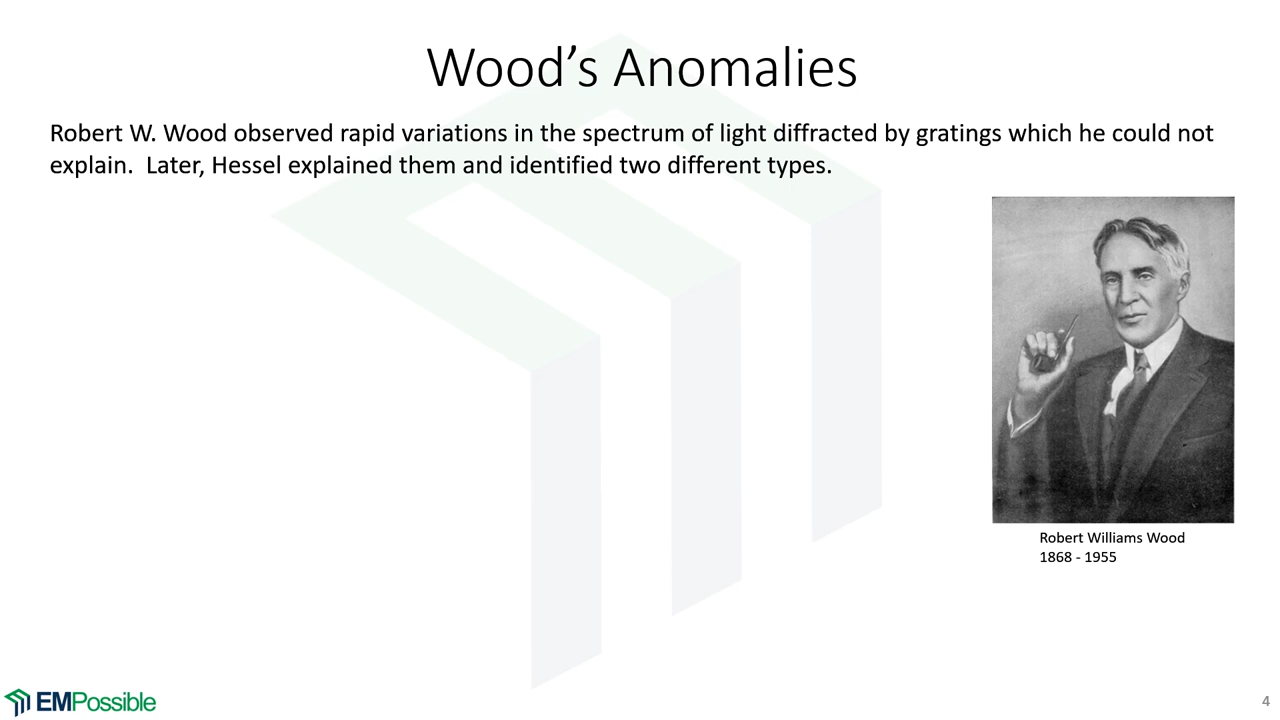 Wood’s Anomalies
Robert W. Wood observed rapid variations in the spectrum of light diffracted by gratings which he could not
explain.  Later, Hessel explained them and identified two different types.
Robert Williams Wood
1868 - 1955
EMPossible
4